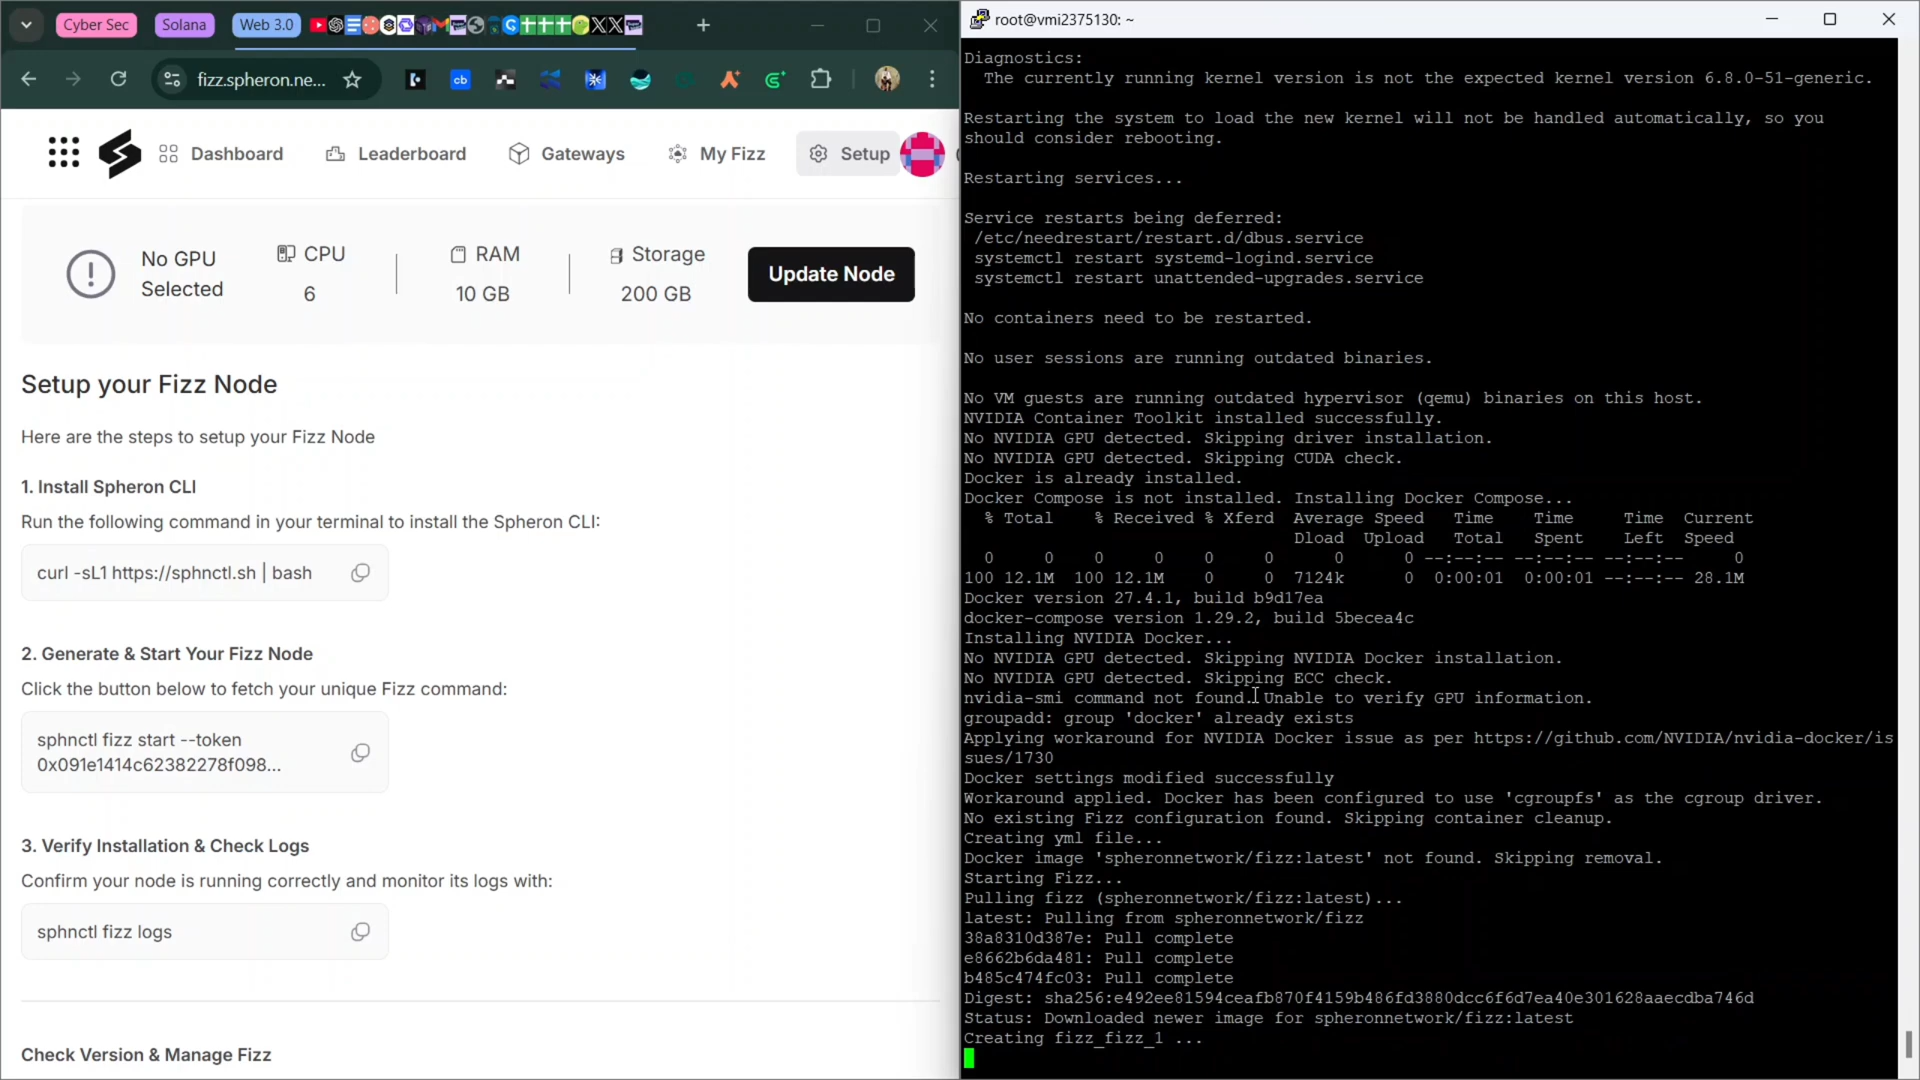 Cyber Sec
Solana
Web 3.0
fizz.spheron.ne...
Dashboard
Leaderboard
Gateways
My Fizz
Setup
No GPU
Selected
CPU
6
RAM
10 GB
Storage
200 GB
Update Node
Setup your Fizz Node
Here are the steps to setup your Fizz Node
1. Install Spheron CLI
Run the following command in your terminal to install the Spheron CLI:
curl -sL1 https://sphnctl.sh | bash
2. Generate & Start Your Fizz Node
Click the button below to fetch your unique Fizz command:
sphnctl fizz start --token
0x091e1414c62382278f098...
3. Verify Installation & Check Logs
Confirm your node is running correctly and monitor its logs with:
sphnctl fizz logs
Check Version & Manage Fizz
root@vmi2375130: ~
Diagnostics:
The currently running kernel version is not the expected kernel version 6.8.0-51-generic.
Restarting the system to load the new kernel will not be handled automatically, so you
should consider rebooting.
Restarting services...
Service restarts being deferred:
/etc/needrestart/restart.d/dbus.service
systemctl restart systemd-logind.service
systemctl restart unattended-upgrades.service
No containers need to be restarted.
No user sessions are running outdated binaries.
No VM guests are running outdated hypervisor (qemu) binaries on this host.
NVIDIA Container Toolkit installed successfully.
No NVIDIA GPU detected. Skipping driver installation.
No NVIDIA GPU detected. Skipping CUDA check.
Docker is already installed.
Docker Compose is not installed. Installing Docker Compose...
% Total    % Received % Xferd  Average Speed   Time    Time     Time  Current
Dload  Upload   Total   Spent    Left  Speed
0     0    0     0    0     0      0      0 --:--:-- --:--:-- --:--:--     0
100 12.1M  100 12.1M    0     0  7124k      0  0:00:01  0:00:01 --:--:-- 28.1M
Docker version 27.4.1, build b9d17ea
docker-compose version 1.29.2, build 5becea4c
Installing NVIDIA Docker...
No NVIDIA GPU detected. Skipping NVIDIA Docker installation.
No NVIDIA GPU detected. Skipping ECC check.
nvidia-smi command not found. Unable to verify GPU information.
groupadd: group 'docker' already exists
Applying workaround for NVIDIA Docker issue as per https://github.com/NVIDIA/nvidia-docker/is
sues/1730
Docker settings modified successfully
Workaround applied. Docker has been configured to use 'cgroupfs' as the cgroup driver.
No existing Fizz configuration found. Skipping container cleanup.
Creating yml file...
Docker image 'spheronnetwork/fizz:latest' not found. Skipping removal.
Starting Fizz...
Pulling fizz (spheronnetwork/fizz:latest)...
latest: Pulling from spheronnetwork/fizz
38a8310d387e: Pull complete
e8662b6da481: Pull complete
b485c474fc03: Pull complete
Digest: sha256:e492ee81594ceafb870f4159b486fd3880dcc6f6d7ea40e301628aaecdba746d
Status: Downloaded newer image for spheronnetwork/fizz:latest
Creating fizz_fizz_1 ...